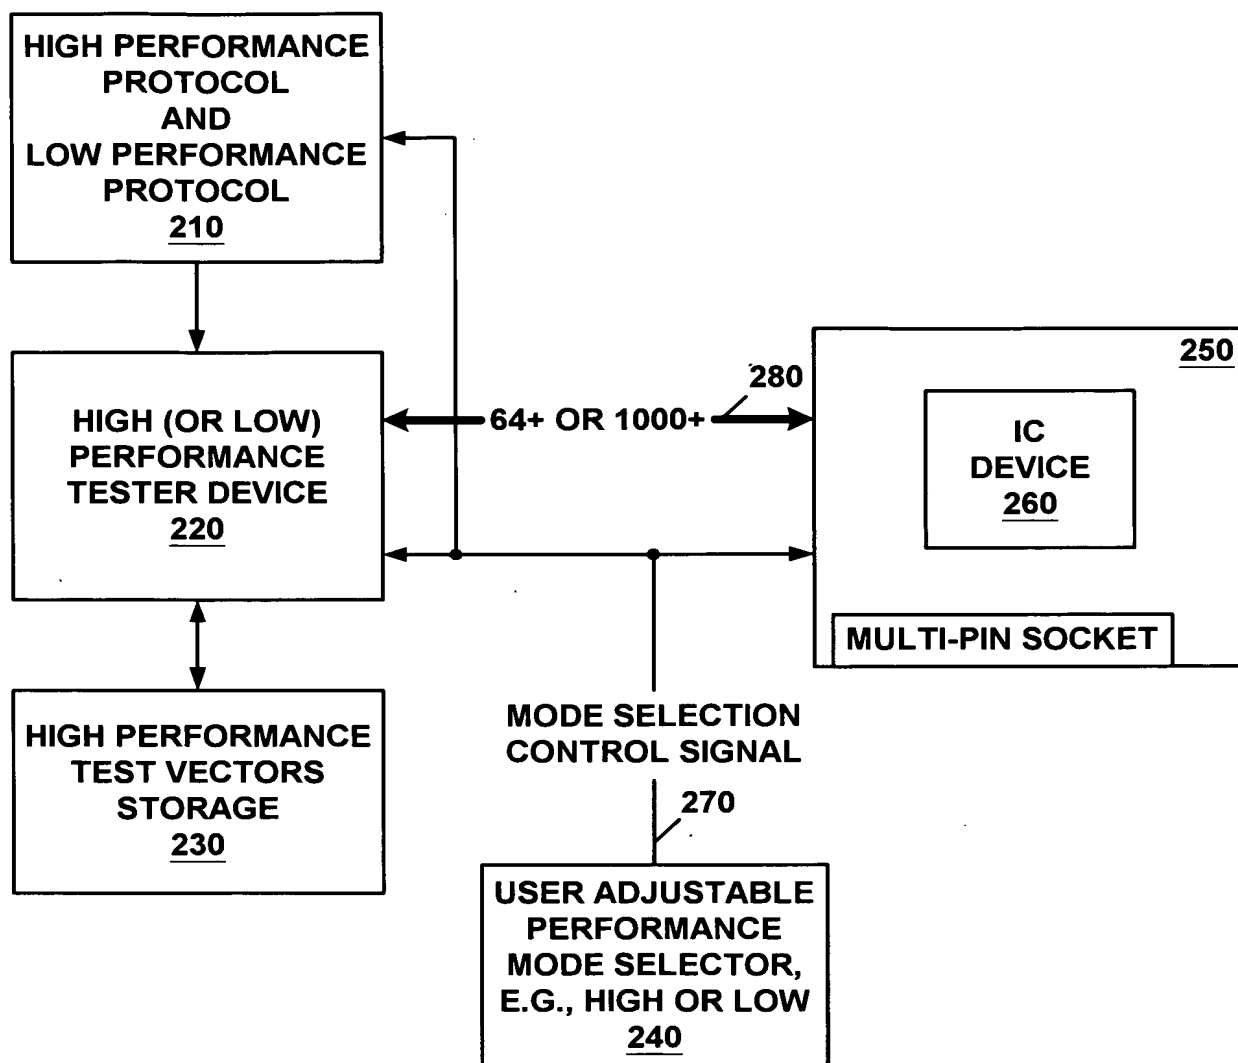 HIGH PERFORMANCE
PROTOCOL
AND
LOW PERFORMANCE
PROTOCOL
210
HIGH (OR LOW)
PERFORMANCE
TESTER DEVICE
220
HIGH PERFORMANCE
TEST VECTORS
STORAGE
230
280
64+ OR 1000+
250
IC
DEVICE
260
MULTI-PIN SOCKET
MODE SELECTION
CONTROL SIGNAL
270
USER ADJUSTABLE
PERFORMANCE
MODE SELECTOR,
E.G., HIGH OR LOW
240